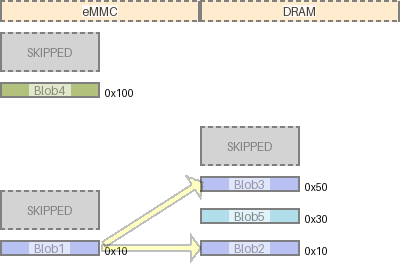 eMMC
DRAM
SKIPPED
Blob4
0x100
SKIPPED
Blob3
0x50
SKIPPED
Blob5
0x30
Blob1
0x10
Blob2
0x10